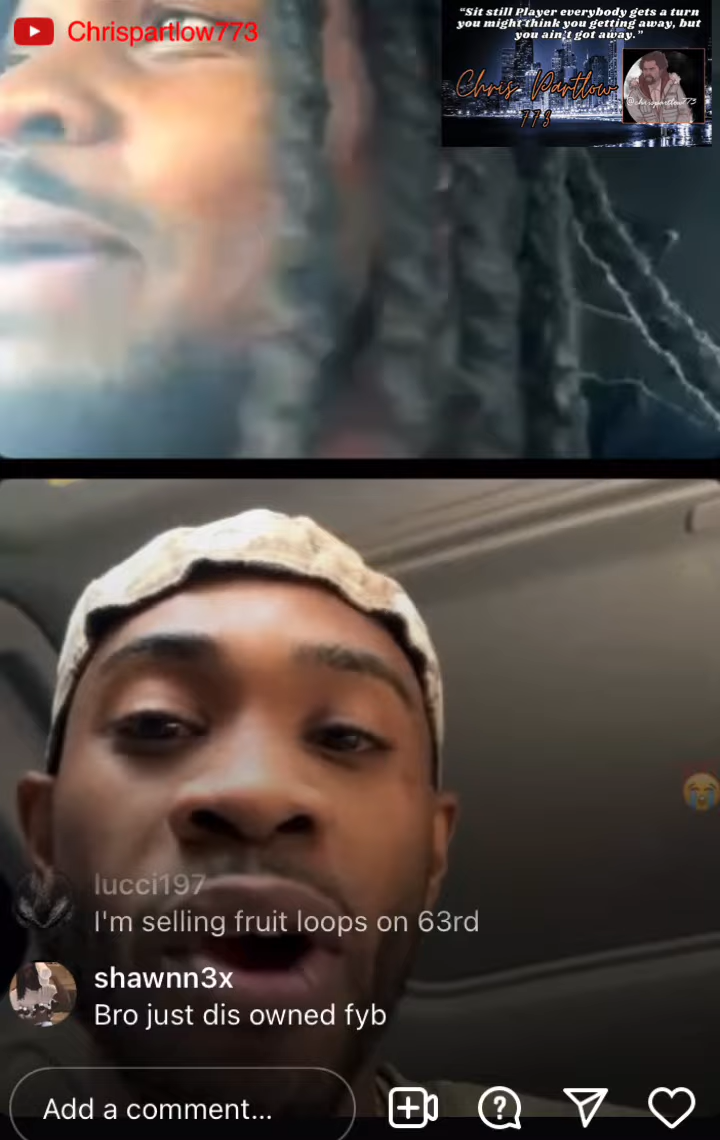 Chrispartlow773
"Sit still Player everybody gets a turn
you might think you getting away, but
you ain't got away."
Chris Partlow
773
@chrispartlow773
lucci197
I'm selling fruit loops on 63rd
shawnn3x
Bro just dis owned fyb
Add a comment...